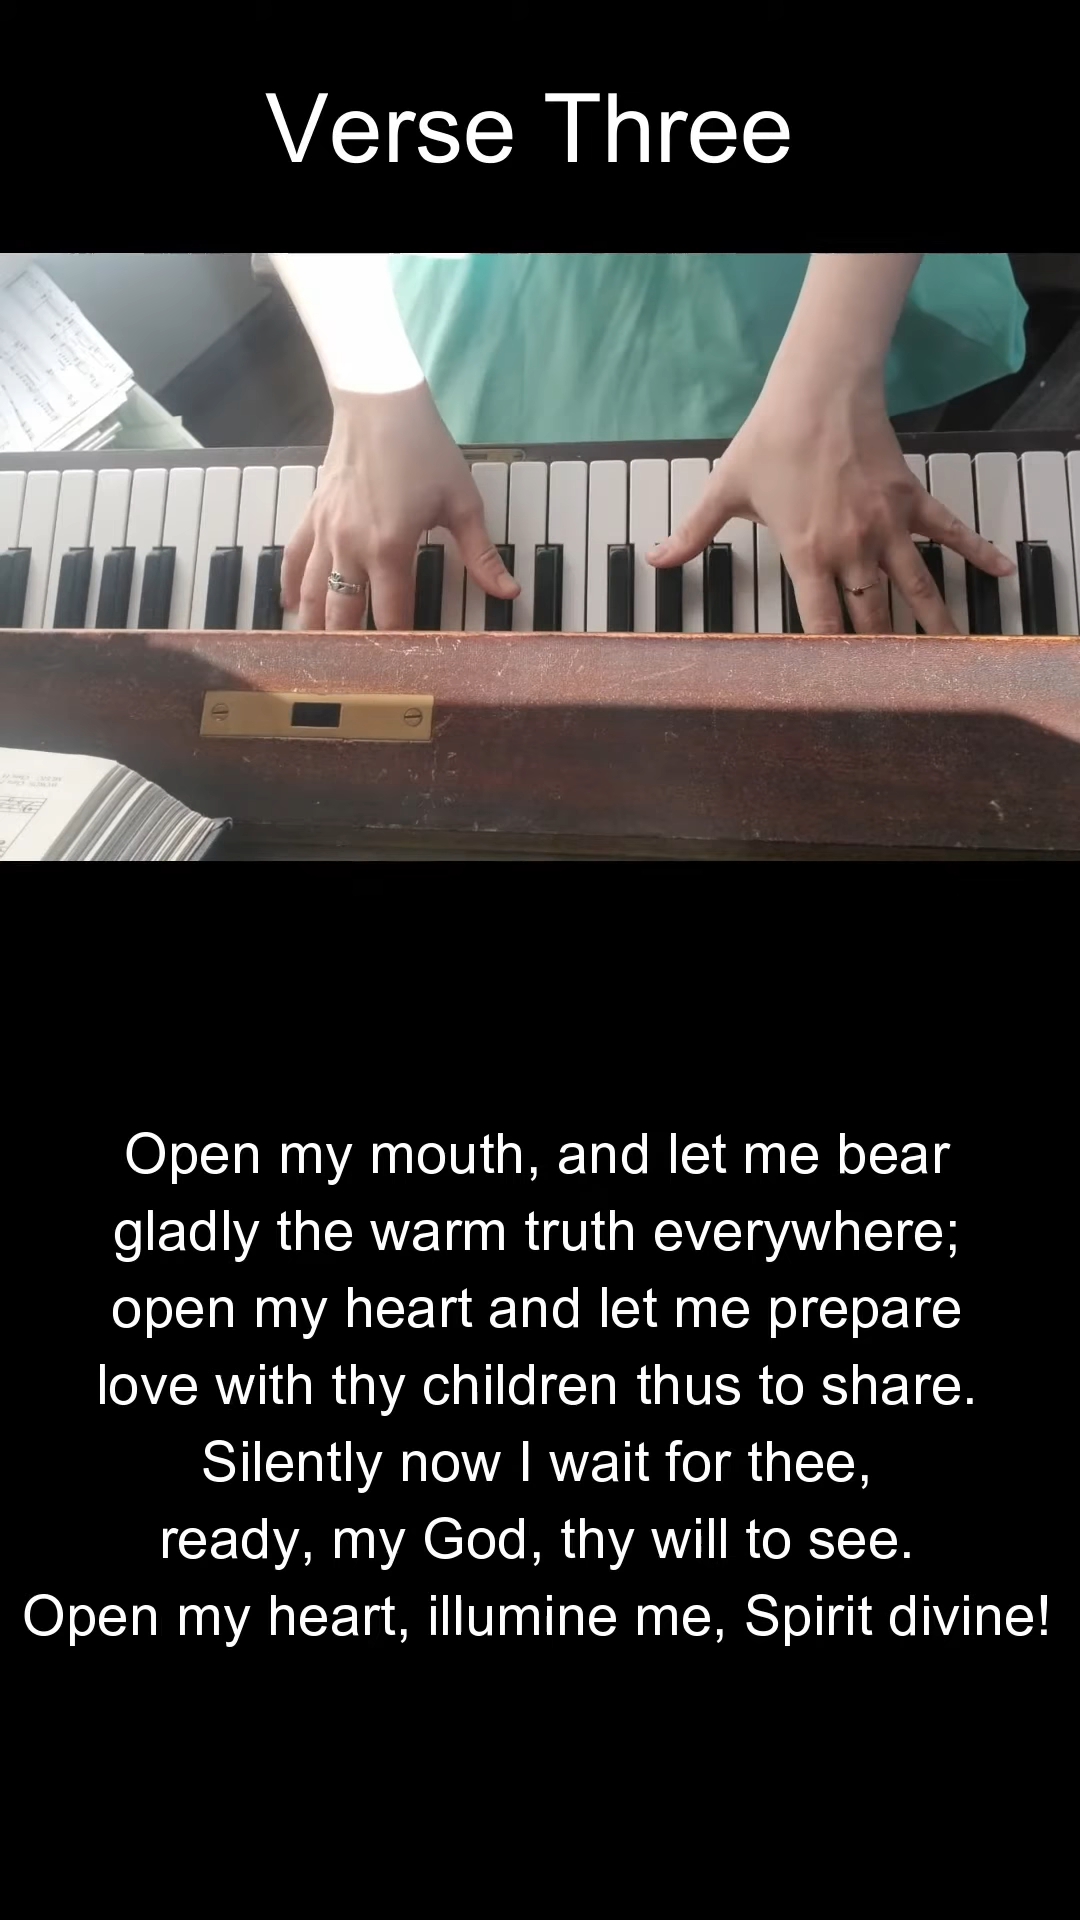 Verse Three
Open my mouth, and let me bear
gladly the warm truth everywhere;
open my heart and let me prepare
love with thy children thus to share.
Silently now I wait for thee,
ready, my God, thy will to see.
Open my heart, illumine me, Spirit divine!